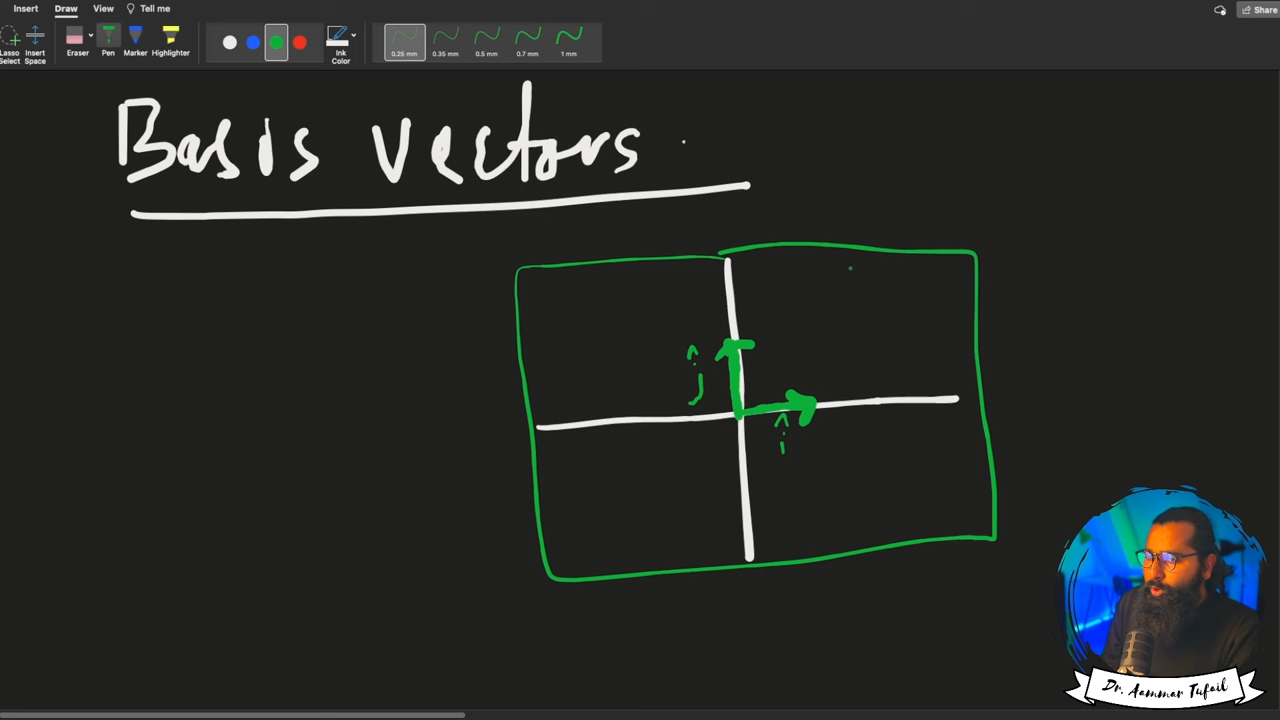 Insert Draw View Tell me
Share
Lasso Select
Insert Space
Eraser
Pen
Marker
Highlighter
Ink Color
0.25 mm
0.35 mm
0.5 mm
0.7 mm
1 mm
Basis vectors
ĵ
î
Dr. Aammar Tufail